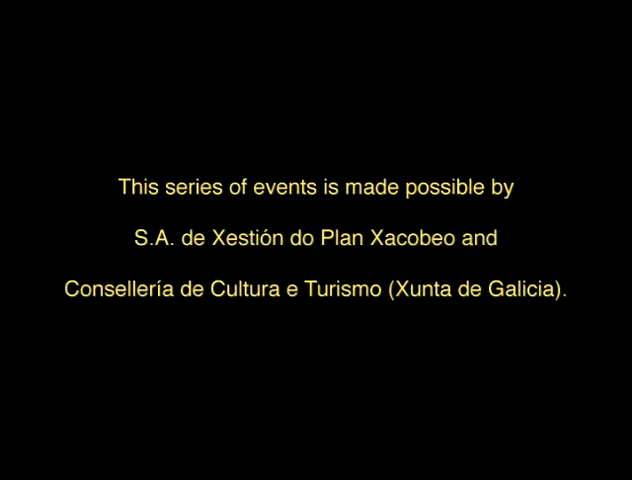 This series of events is made possible by
S.A. de Xestión do Plan Xacobeo and
Consellería de Cultura e Turismo (Xunta de Galicia).